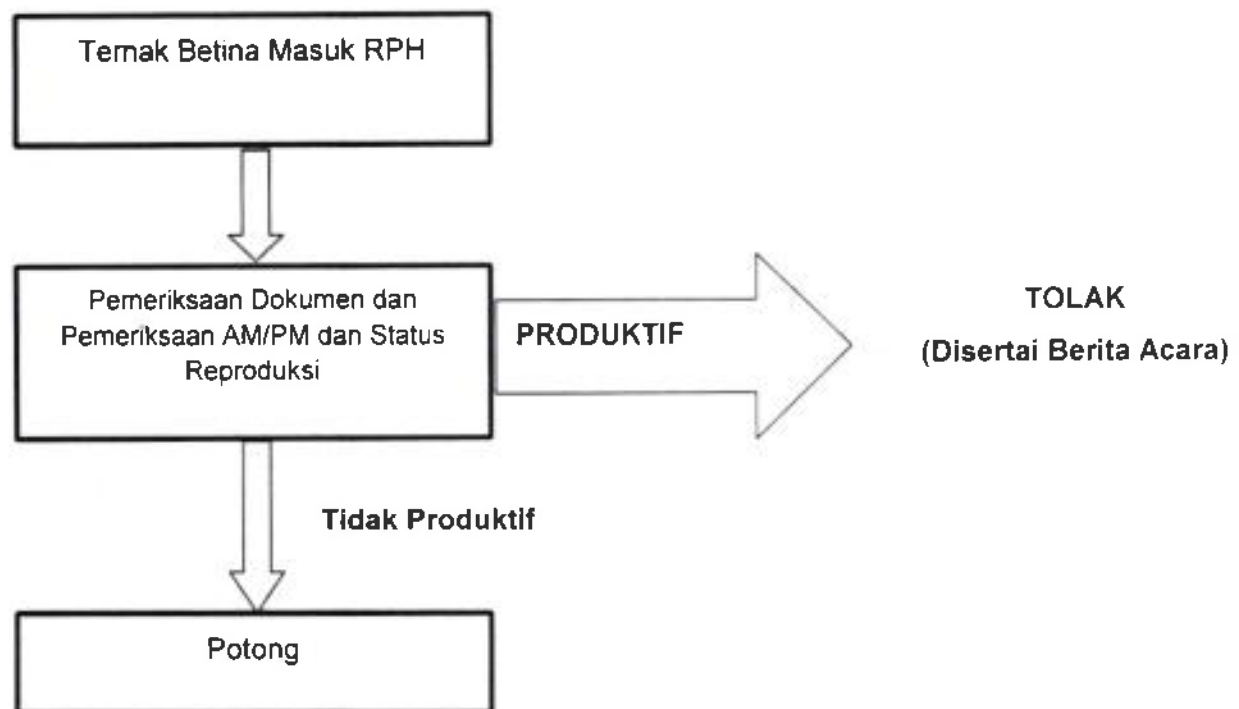 Ternak Betina Masuk RPH
Pemeriksaan Dokumen dan
Pemeriksaan AM/PM dan Status
Reproduksi
PRODUKTIF
TOLAK
(Disertai Berita Acara)
Tidak Produktif
Potong